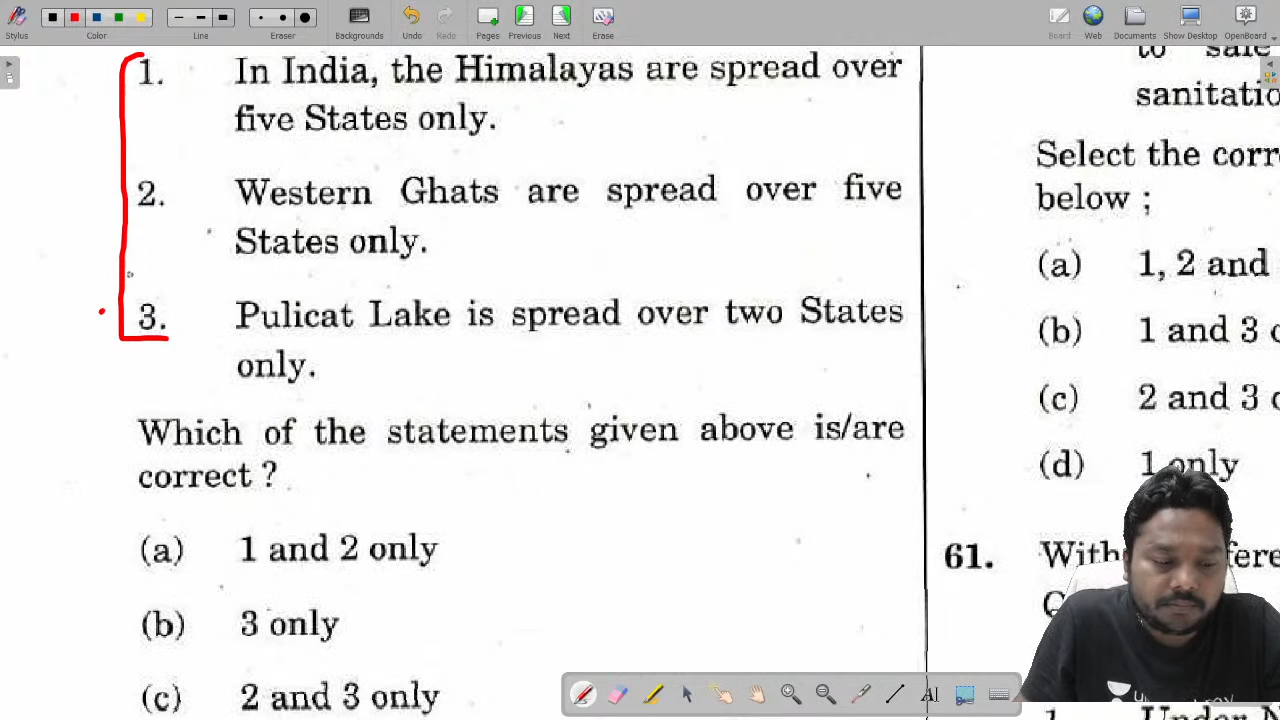 Stylus
Color
Line
Eraser
Backgrounds
Undo
Redo
Pages
Previous
Next
Erase
Board
Web
Documents
Show Desktop
OpenBoard
1. In India, the Himalayas are spread over
five States only.
2. Western Ghats are spread over five
States only.
3. Pulicat Lake is spread over two States
only.
Which of the statements given above is/are
correct ?
(a) 1 and 2 only
(b) 3 only
(c) 2 and 3 only
to sale
Select the
below ;
(a) 1, 2 and
(b) 1 and 3
(c) 2 and 3
(d) 1 only
61.
1. Under